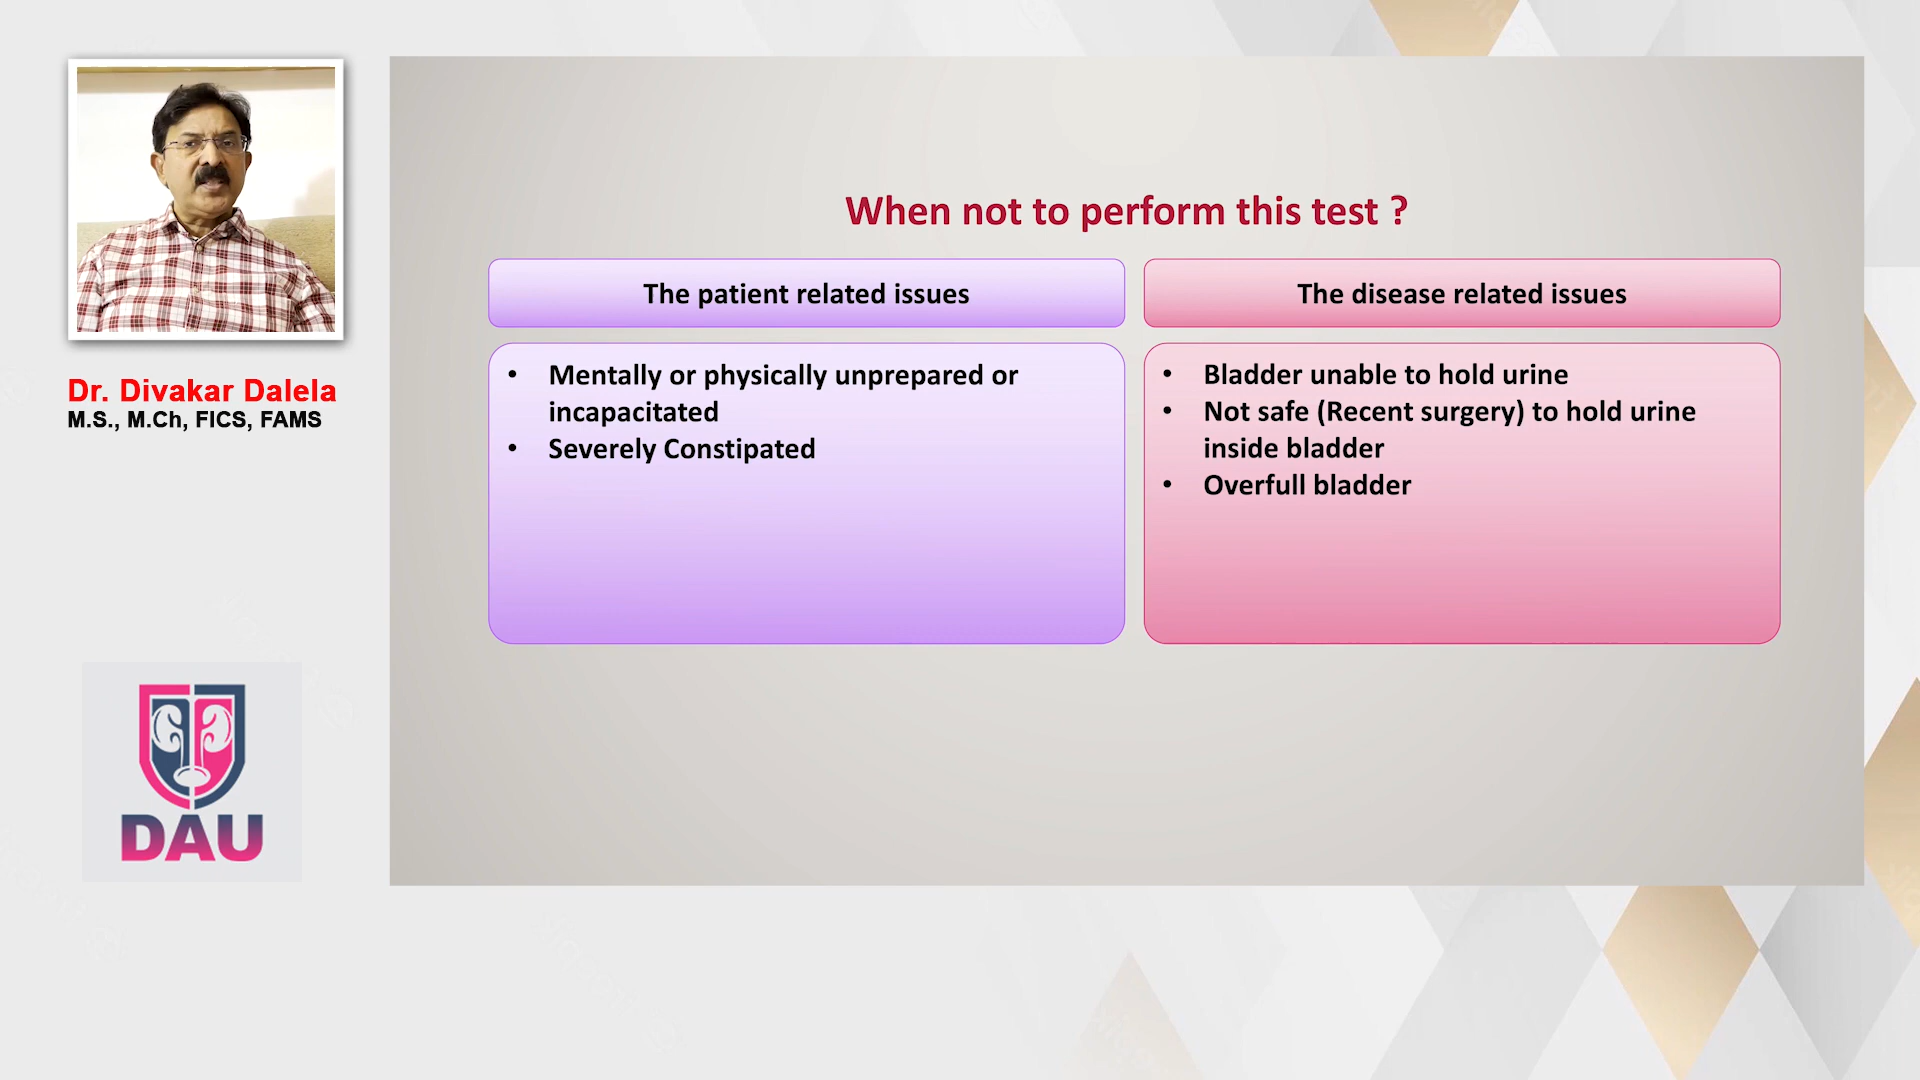 Dr. Divakar Dalela
M.S., M.Ch, FICS, FAMS
DAU
When not to perform this test ?
The patient related issues
• Mentally or physically unprepared or
incapacitated
• Severely Constipated
The disease related issues
• Bladder unable to hold urine
• Not safe (Recent surgery) to hold urine
inside bladder
• Overfull bladder